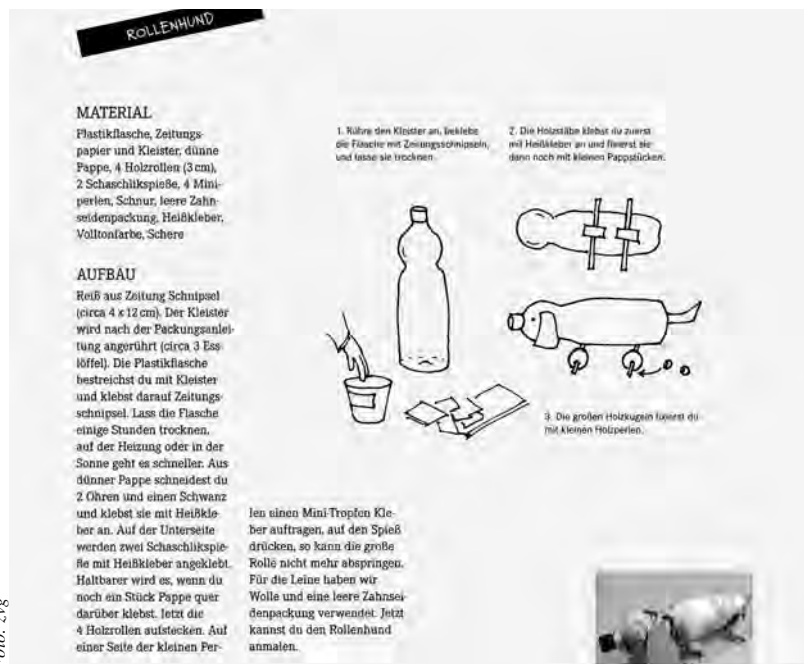 ROLLENHUND
MATERIAL
Plastikflasche, Zeitungs-
papier und Kleister, dünne
Pappe, 4 Holzrollen (3 cm),
2 Schaschlikspieße, 4 Mini-
perlen, Schnur, leere Zahn-
seidenpackung, Heißkleber,
Volltonfarbe, Schere
AUFBAU
Reiß aus Zeitung Schnipsel
(circa 4 x 12 cm). Der Kleister
wird nach der Packungsanlei-
tung angerührt (circa 3 Ess
löffel). Die Plastikflasche
bestreichst du mit Kleister
und klebst darauf Zeitungs-
schnipsel. Lass die Flasche
einige Stunden trocknen,
auf der Heizung oder in der
Sonne geht es schneller. Aus
dünner Pappe schneidest du
2 Ohren und einen Schwanz
und klebst sie mit Heißkle-
ber an. Auf der Unterseite
werden zwei Schaschlikspie-
ße mit Heißkleber angeklebt.
Haltbarer wird es, wenn du
noch ein Stück Pappe quer
darüber klebst. Jetzt die
4 Holzrollen aufstecken. Auf
einer Seite der kleinen Per-
len einen Mini-Tropfen Kle-
ber auftragen, auf den Spieß
drücken, so kann die große
Rolle nicht mehr abspringen.
Für die Leine haben wir
Wolle und eine leere Zahnsei-
denpackung verwendet. Jetzt
kannst du den Rollenhund
anmalen.
1. Rühre den Kleister an, beklebe
die Flasche mit Zeitungsschnipseln,
und lasse sie trocknen.
2. Die Holzstäbe klebst du zuerst
mit Heißkleber an und fixierst sie
dann noch mit kleinen Pappstücken.
3. Die großen Holzkugeln fixierst du
mit kleinen Holzperlen.
zvg